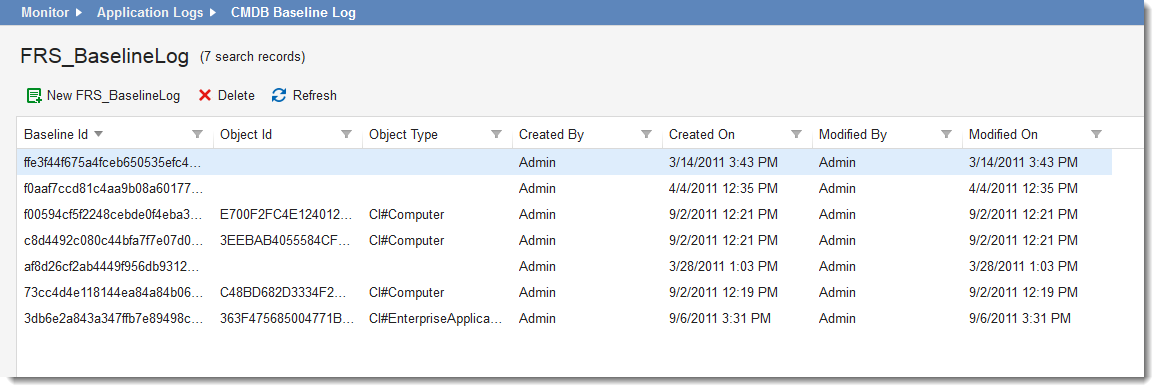 Monitor Application Logs CMDB Baseline Log
FRS_BaselineLog (7 search records)
New FRS_BaselineLog Delete Refresh
Baseline Id Object Id Object Type Created By Created On Modified By Modified On
ffe3f44f675a4fceb650535efc4... Admin 3/14/2011 3:43 PM Admin 3/14/2011 3:43 PM
f0aaf7ccd81c4aa9b08a60177... Admin 4/4/2011 12:35 PM Admin 4/4/2011 12:35 PM
f00594cf5f2248cebde0f4eba3... E700F2FC4E124012... CI#Computer Admin 9/2/2011 12:21 PM Admin 9/2/2011 12:21 PM
c8d4492c080c44bfa7f7e07d0... 3EEBAB4055584CF... CI#Computer Admin 9/2/2011 12:21 PM Admin 9/2/2011 12:21 PM
af8d26cf2ab4449f956db9312... Admin 3/28/2011 1:03 PM Admin 3/28/2011 1:03 PM
73cc4d4e118144ea84a84b06... C48BD682D3334F2... CI#Computer Admin 9/2/2011 12:19 PM Admin 9/2/2011 12:19 PM
3db6e2a843a347ffb7e89498c... 363F475685004771B... CI#EnterpriseApplica... Admin 9/6/2011 3:31 PM Admin 9/6/2011 3:31 PM